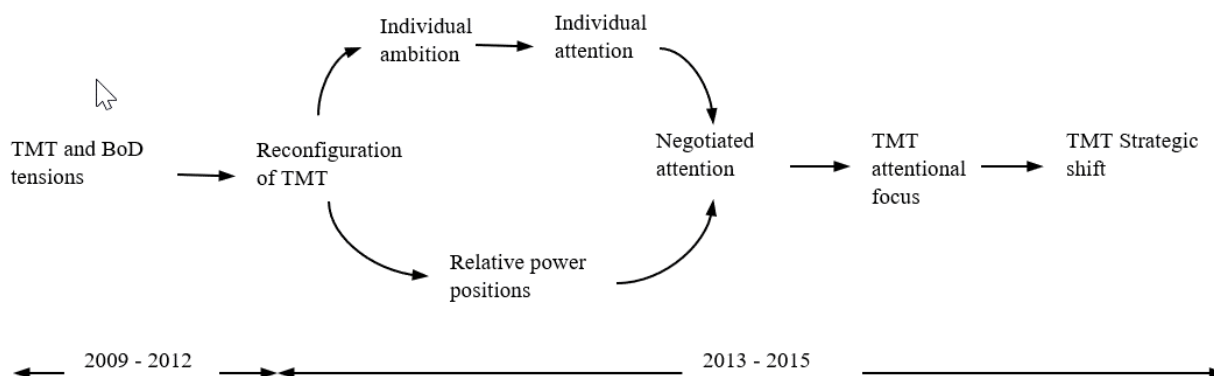 TMT and BoD
tensions
Reconfiguration
of TMT
Individual
ambition
Individual
attention
Relative power
positions
Negotiated
attention
TMT
attentional
focus
TMT Strategic
shift
2009 - 2012
2013 - 2015